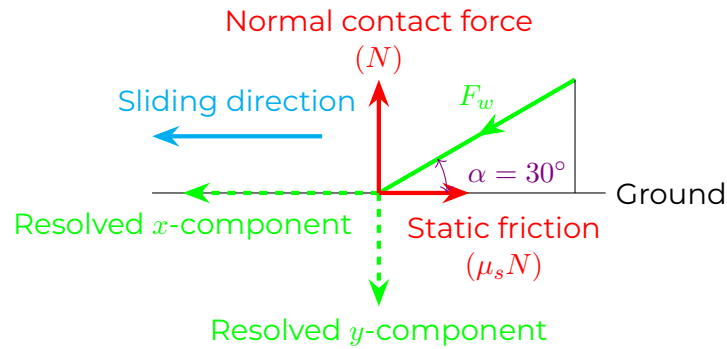 Normal contact force
(N)
Sliding direction
F_w
α = 30°
Ground
Resolved x-component
Static friction
(μ_s N)
Resolved y-component